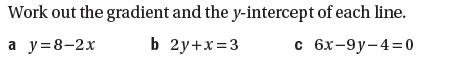 Work out the gradient and the y-intercept of each line.
a y=8–2x b 2y+x=3 c 6x–9y–4=0